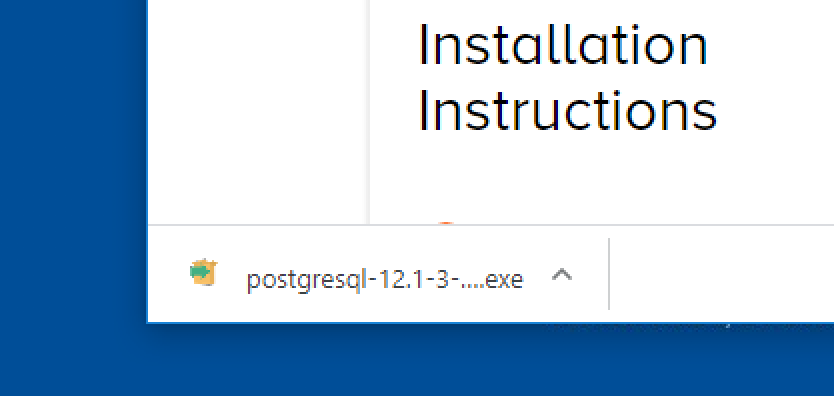 Installation
Instructions
postgresql-12.1-3-....exe